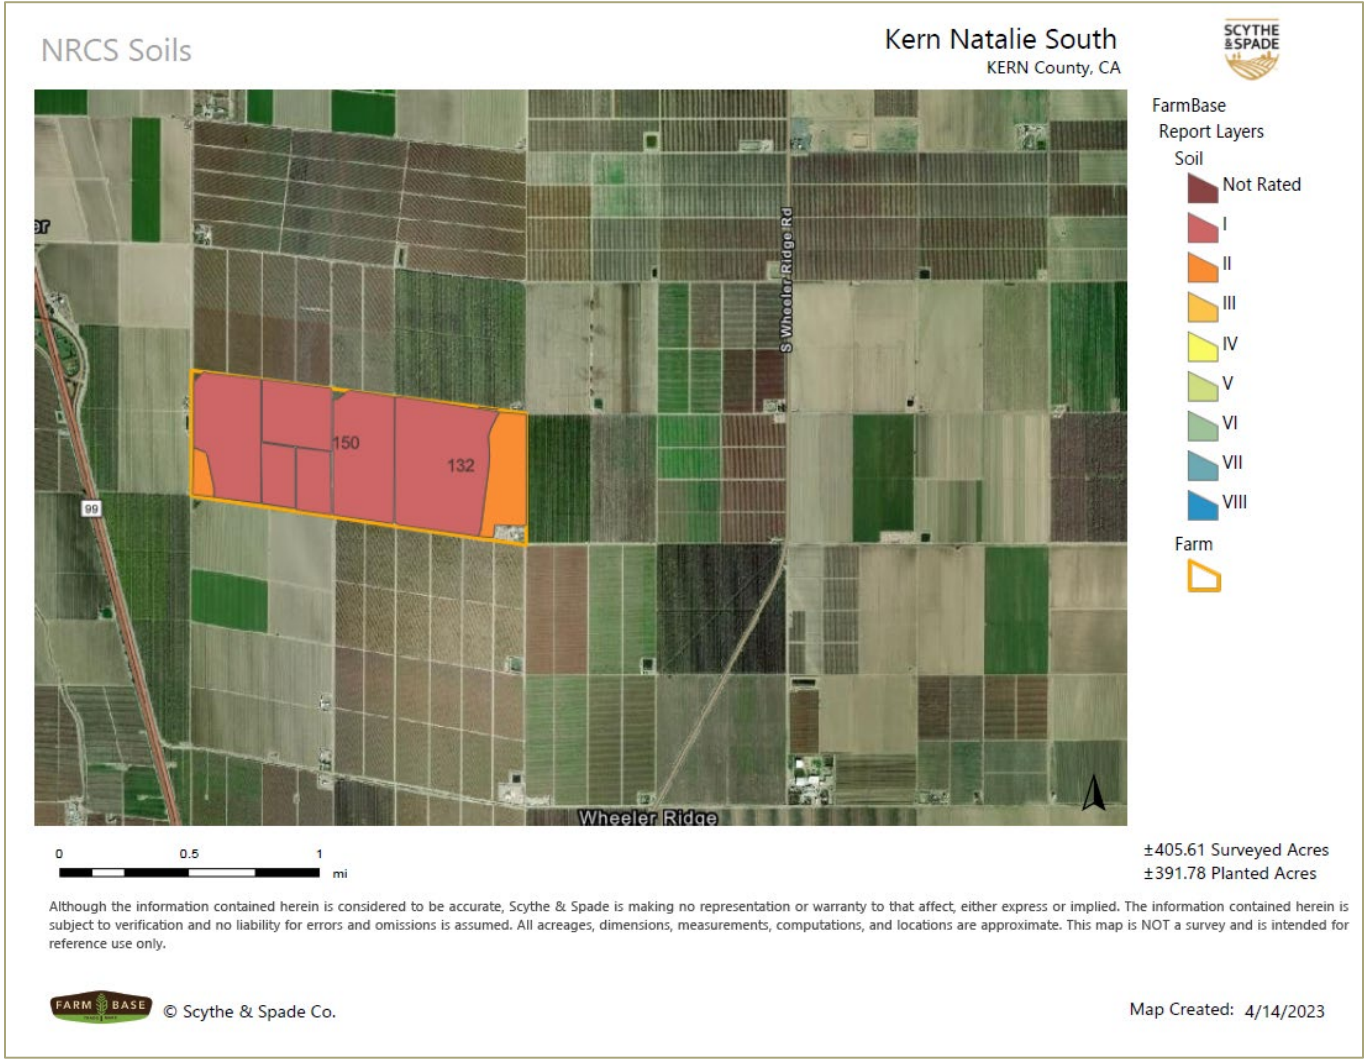 NRCS Soils
Kern Natalie South
KERN County, CA
SCYTHE
&SPADE
FarmBase
Report Layers
Soil
Not Rated
I
II
III
IV
V
VI
VII
VIII
Farm
er
S Wheeler Ridge Rd
150
132
99
Wheeler Ridge
0 0.5 1
mi
±405.61 Surveyed Acres
±391.78 Planted Acres
Although the information contained herein is considered to be accurate, Scythe & Spade is making no representation or warranty to that affect, either express or implied. The information contained herein is
subject to verification and no liability for errors and omissions is assumed. All acreages, dimensions, measurements, computations, and locations are approximate. This map is NOT a survey and is intended for
reference use only.
FARM BASE
© Scythe & Spade Co.
Map Created: 4/14/2023